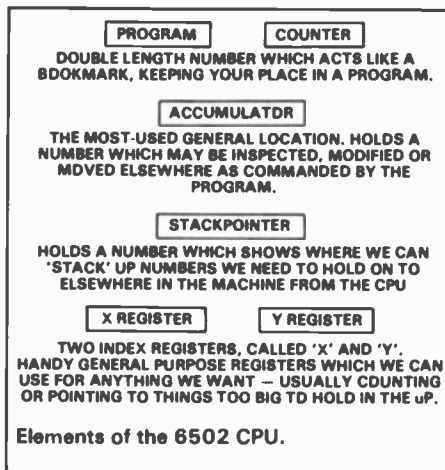 PROGRAM COUNTER
DOUBLE LENGTH NUMBER WHICH ACTS LIKE A
BOOKMARK, KEEPING YOUR PLACE IN A PROGRAM.
ACCUMULATOR
THE MOST-USED GENERAL LOCATION. HOLDS A
NUMBER WHICH MAY BE INSPECTED, MODIFIED OR
MOVED ELSEWHERE AS COMMANDED BY THE
PROGRAM.
STACKPOINTER
HOLDS A NUMBER WHICH SHOWS WHERE WE CAN
'STACK' UP NUMBERS WE NEED TO HOLD ON TO
ELSEWHERE IN THE MACHINE FROM THE CPU
X REGISTER Y REGISTER
TWO INDEX REGISTERS, CALLED 'X' AND 'Y'.
HANDY GENERAL PURPOSE REGISTERS WHICH WE CAN
USE FOR ANYTHING WE WANT — USUALLY COUNTING
OR POINTING TO THINGS TOO BIG TO HOLD IN THE uP.
Elements of the 6502 CPU.